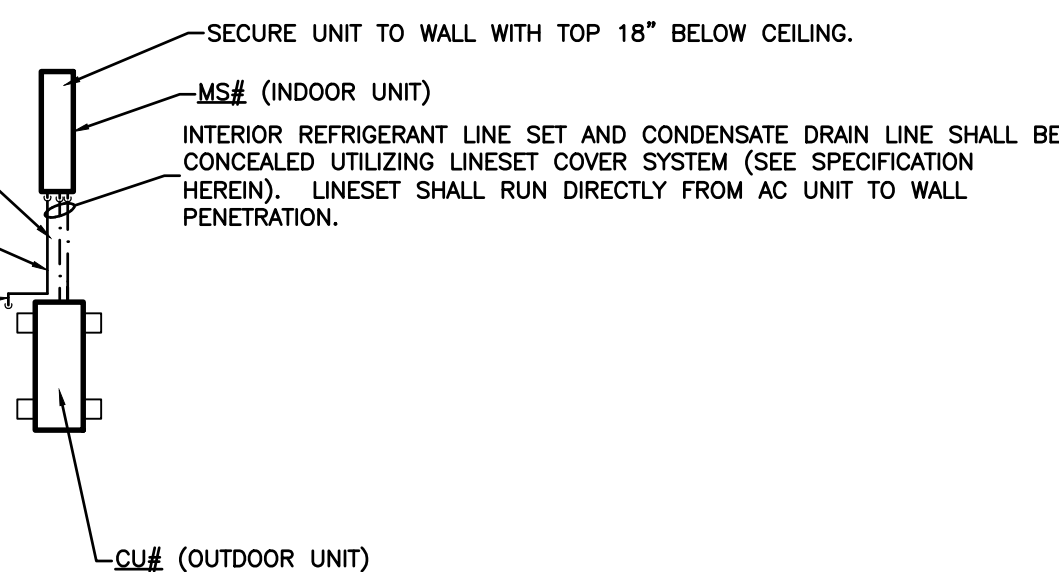 SECURE UNIT TO WALL WITH TOP 18" BELOW CEILING.
MS# (INDOOR UNIT)
INTERIOR REFRIGERANT LINE SET AND CONDENSATE DRAIN LINE SHALL BE
CONCEALED UTILIZING LINESET COVER SYSTEM (SEE SPECIFICATION
HEREIN). LINESET SHALL RUN DIRECTLY FROM AC UNIT TO WALL
PENETRATION.
CU# (OUTDOOR UNIT)